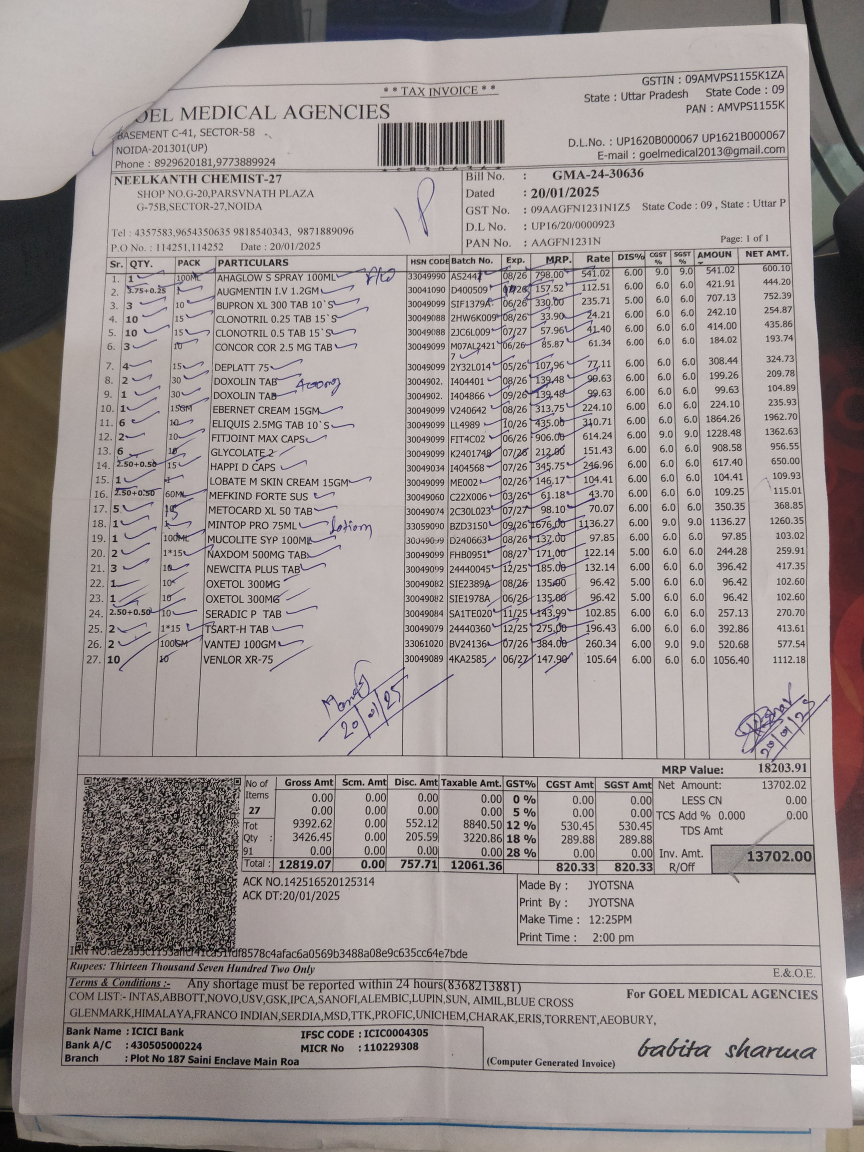 * * TAX INVOICE * *
GSTIN : 09AMVPS1155K1ZA
State : Uttar Pradesh State Code : 09
PAN : AMVPS1155K
OEL MEDICAL AGENCIES
BASEMENT C-41, SECTOR-58
NOIDA-201301(UP)
Phone : 8929620181,9773889924
D.L.No. : UP1620B000067 UP1621B000067
E-mail : goelmedical2013@gmail.com
NEELKANTH CHEMIST-27
SHOP NO.G-20,PARSVNATH PLAZA
G-75B,SECTOR-27,NOIDA
Tel : 4357583,9654350635 9818540343, 9871889096
P.O No. : 114251,114252 Date : 20/01/2025
Bill No. : GMA-24-30636
Dated : 20/01/2025
GST No. : 09AAGFN1231N1Z5 State Code : 09 , State : Uttar P
D.L No. : UP16/20/0000923
PAN No. : AAGFN1231N
Page: 1 of 1
Sr. QTY. PACK PARTICULARS HSN CODE Batch No. Exp. MRP. Rate DIS% CGST % SGST % AMOUN NET AMT.
1. 1 100ML AHAGLOW S SPRAY 100ML 33049990 AS244 08/26 798.00 541.02 6.00 9.0 9.0 541.02 600.10
2. 3.75+0.25 1 AUGMENTIN I.V 1.2GM 30041090 D400509 157.52 112.51 6.00 6.0 6.0 421.91 444.20
3. 3 10 BUPRON XL 300 TAB 10`S 30049099 SIF1379A 06/26 330.00 235.71 5.00 6.0 6.0 707.13 752.39
4. 10 15 CLONOTRIL 0.25 TAB 15`S 30049088 2HW6K009 08/26 33.90 24.21 6.00 6.0 6.0 242.10 254.87
5. 10 15 CLONOTRIL 0.5 TAB 15`S 30049088 2JC6L009 07/27 57.96 41.40 6.00 6.0 6.0 414.00 435.86
6. 3 10 CONCOR COR 2.5 MG TAB 30049099 M07AL2421 06/26 85.87 61.34 6.00 6.0 6.0 184.02 193.74
7
7. 4 15 DEPLATT 75 30049099 2Y32L014 05/26 107.96 77.11 6.00 6.0 6.0 308.44 324.73
8. 2 30 DOXOLIN TAB 400mg 3004902. I404401 08/26 139.48 99.63 6.00 6.0 6.0 199.26 209.78
9. 1 30 DOXOLIN TAB 3004902. I404866 09/26 139.48 99.63 6.00 6.0 6.0 99.63 104.89
10. 1 15GM EBERNET CREAM 15GM 30049099 V240642 08/26 313.75 224.10 6.00 6.0 6.0 224.10 235.93
11. 6 10 ELIQUIS 2.5MG TAB 10`S 30049099 LL4989 10/26 435.00 310.71 6.00 6.0 6.0 1864.26 1962.70
12. 2 10 FITJOINT MAX CAPS 30049099 FIT4C02 06/26 906.00 614.24 6.00 9.0 9.0 1228.48 1362.63
13. 6 10 GLYCOLATE 2 30049099 K2401748 07/26 212.00 151.43 6.00 6.0 6.0 908.58 956.55
14. 2.50+0.50 15 HAPPI D CAPS 30049034 I404568 07/26 345.75 246.96 6.00 6.0 6.0 617.40 650.00
15. 1 1 LOBATE M SKIN CREAM 15GM 30049099 ME002 02/26 146.17 104.41 6.00 6.0 6.0 104.41 109.93
16. 2.50+0.50 60ML MEFKIND FORTE SUS 30049060 C22X006 03/26 61.18 43.70 6.00 6.0 6.0 109.25 115.01
17. 5 15 METOCARD XL 50 TAB 30049074 2C30L023 07/27 98.10 70.07 6.00 6.0 6.0 350.35 368.85
18. 1 1 MINTOP PRO 75ML Lotion 33059090 BZD3150 09/26 1676.00 1136.27 6.00 9.0 9.0 1136.27 1260.35
19. 1 100ML MUCOLITE SYP 100ML 30049099 D240663 08/26 137.00 97.85 6.00 6.0 6.0 97.85 103.02
20. 2 1*15 NAXDOM 500MG TAB 30049099 FHB0951 08/27 171.00 122.14 5.00 6.0 6.0 244.28 259.91
21. 3 10 NEWCITA PLUS TAB 30049099 24440045 12/25 185.00 132.14 6.00 6.0 6.0 396.42 417.35
22. 1 10 OXETOL 300MG 30049082 SIE2389A 08/26 135.00 96.42 5.00 6.0 6.0 96.42 102.60
23. 1 10 OXETOL 300MG 30049082 SIE1978A 06/26 135.00 96.42 5.00 6.0 6.0 96.42 102.60
24. 2.50+0.50 10 SERADIC P TAB 30049084 SA1TE020 11/25 143.99 102.85 6.00 6.0 6.0 257.13 270.70
25. 2 1*15 TSART-H TAB 30049079 24440360 12/25 275.00 196.43 6.00 6.0 6.0 392.86 413.61
26. 2 100GM VANTEJ 100GM 33061020 BV24136 07/26 384.00 260.34 6.00 9.0 9.0 520.68 577.54
27. 10 10 VENLOR XR-75 30049089 4KA2585 06/27 147.90 105.64 6.00 6.0 6.0 1056.40 1112.18
20/01/25
20/01/25
MRP Value: 18203.91
No of Items 27 Tot Qty : 91
Gross Amt Scm. Amt Disc. Amt Taxable Amt. GST% CGST Amt SGST Amt
0.00 0.00 0.00 0.00 0 % 0.00 0.00
0.00 0.00 0.00 0.00 5 % 0.00 0.00
9392.62 0.00 552.12 8840.50 12 % 530.45 530.45
3426.45 0.00 205.59 3220.86 18 % 289.88 289.88
0.00 0.00 0.00 0.00 28 % 0.00 0.00
Total : 12819.07 0.00 757.71 12061.36 820.33 820.33
Net Amount: 13702.02
LESS CN 0.00
TCS Add % 0.000 0.00
TDS Amt
Inv. Amt. 13702.00
R/Off
ACK NO.142516520125314
ACK DT:20/01/2025
Made By : JYOTSNA
Print By : JYOTSNA
Make Time : 12:25PM
Print Time : 2:00 pm
Rupees: Thirteen Thousand Seven Hundred Two Only
E.&O.E.
Terms & Conditions :- Any shortage must be reported within 24 hours(8368213881)
COM LIST:- INTAS,ABBOTT,NOVO,USV,GSK,IPCA,SANOFI,ALEMBIC,LUPIN,SUN, AIMIL,BLUE CROSS
GLENMARK,HIMALAYA,FRANCO INDIAN,SERDIA,MSD,TTK,PROFIC,UNICHEM,CHARAK,ERIS,TORRENT,AEOBURY,
For GOEL MEDICAL AGENCIES
Bank Name : ICICI Bank IFSC CODE : ICIC0004305
Bank A/C : 430505000224 MICR No : 110229308
Branch : Plot No 187 Saini Enclave Main Roa
(Computer Generated Invoice)
babita sharma